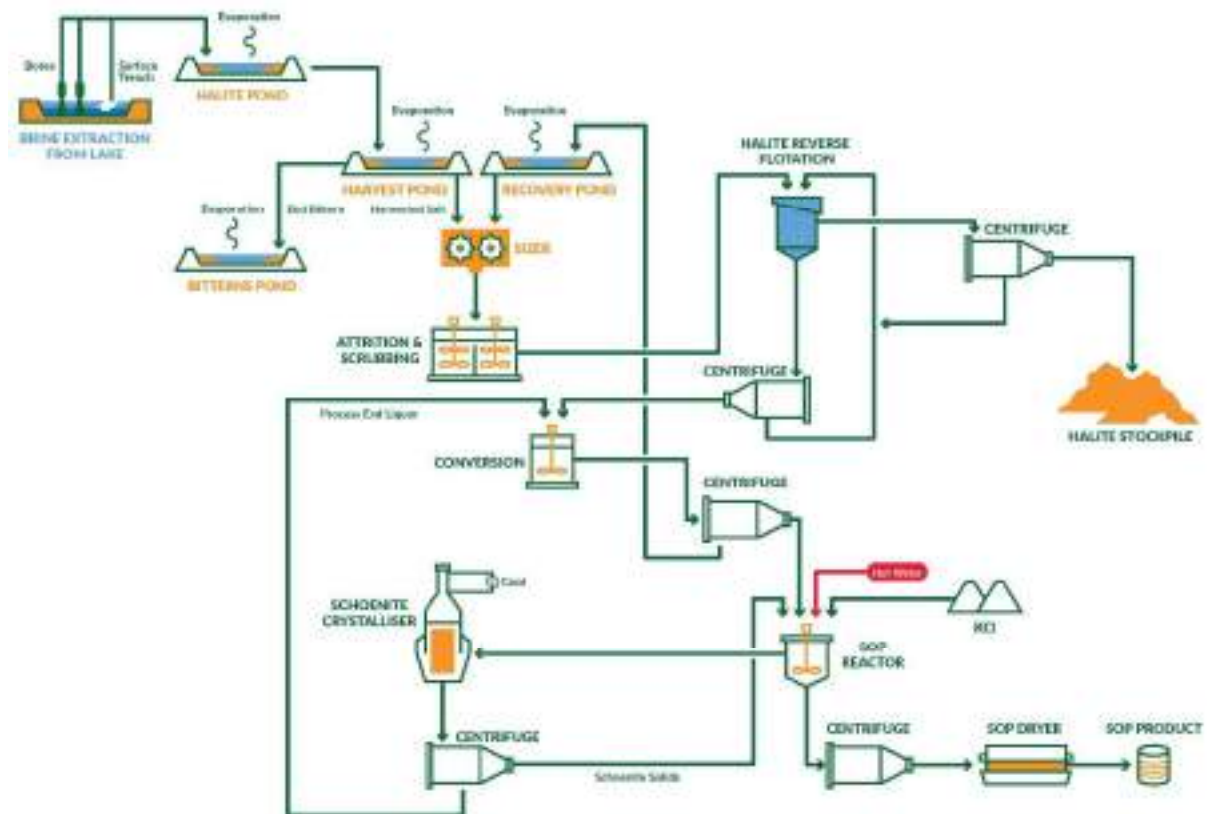 Evaporation
Bores
Surface
Trench
HALITE POND
BRINE EXTRACTION
FROM LAKE
Evaporation
Evaporation
HARVEST POND
RECOVERY POND
HALITE REVERSE
FLOTATION
Evaporation
End Bittern
Harvested Salt
CENTRIFUGE
SIZER
BITTERNS POND
ATTRITION &
SCRUBBING
CENTRIFUGE
Process End Liquor
HALITE STOCKPILE
CONVERSION
CENTRIFUGE
Hot Water
Cool
SCHOENITE
CRYSTALLISER
KCl
SOP
REACTOR
CENTRIFUGE
CENTRIFUGE
SOP DRYER
SOP PRODUCT
Schoenite Solids